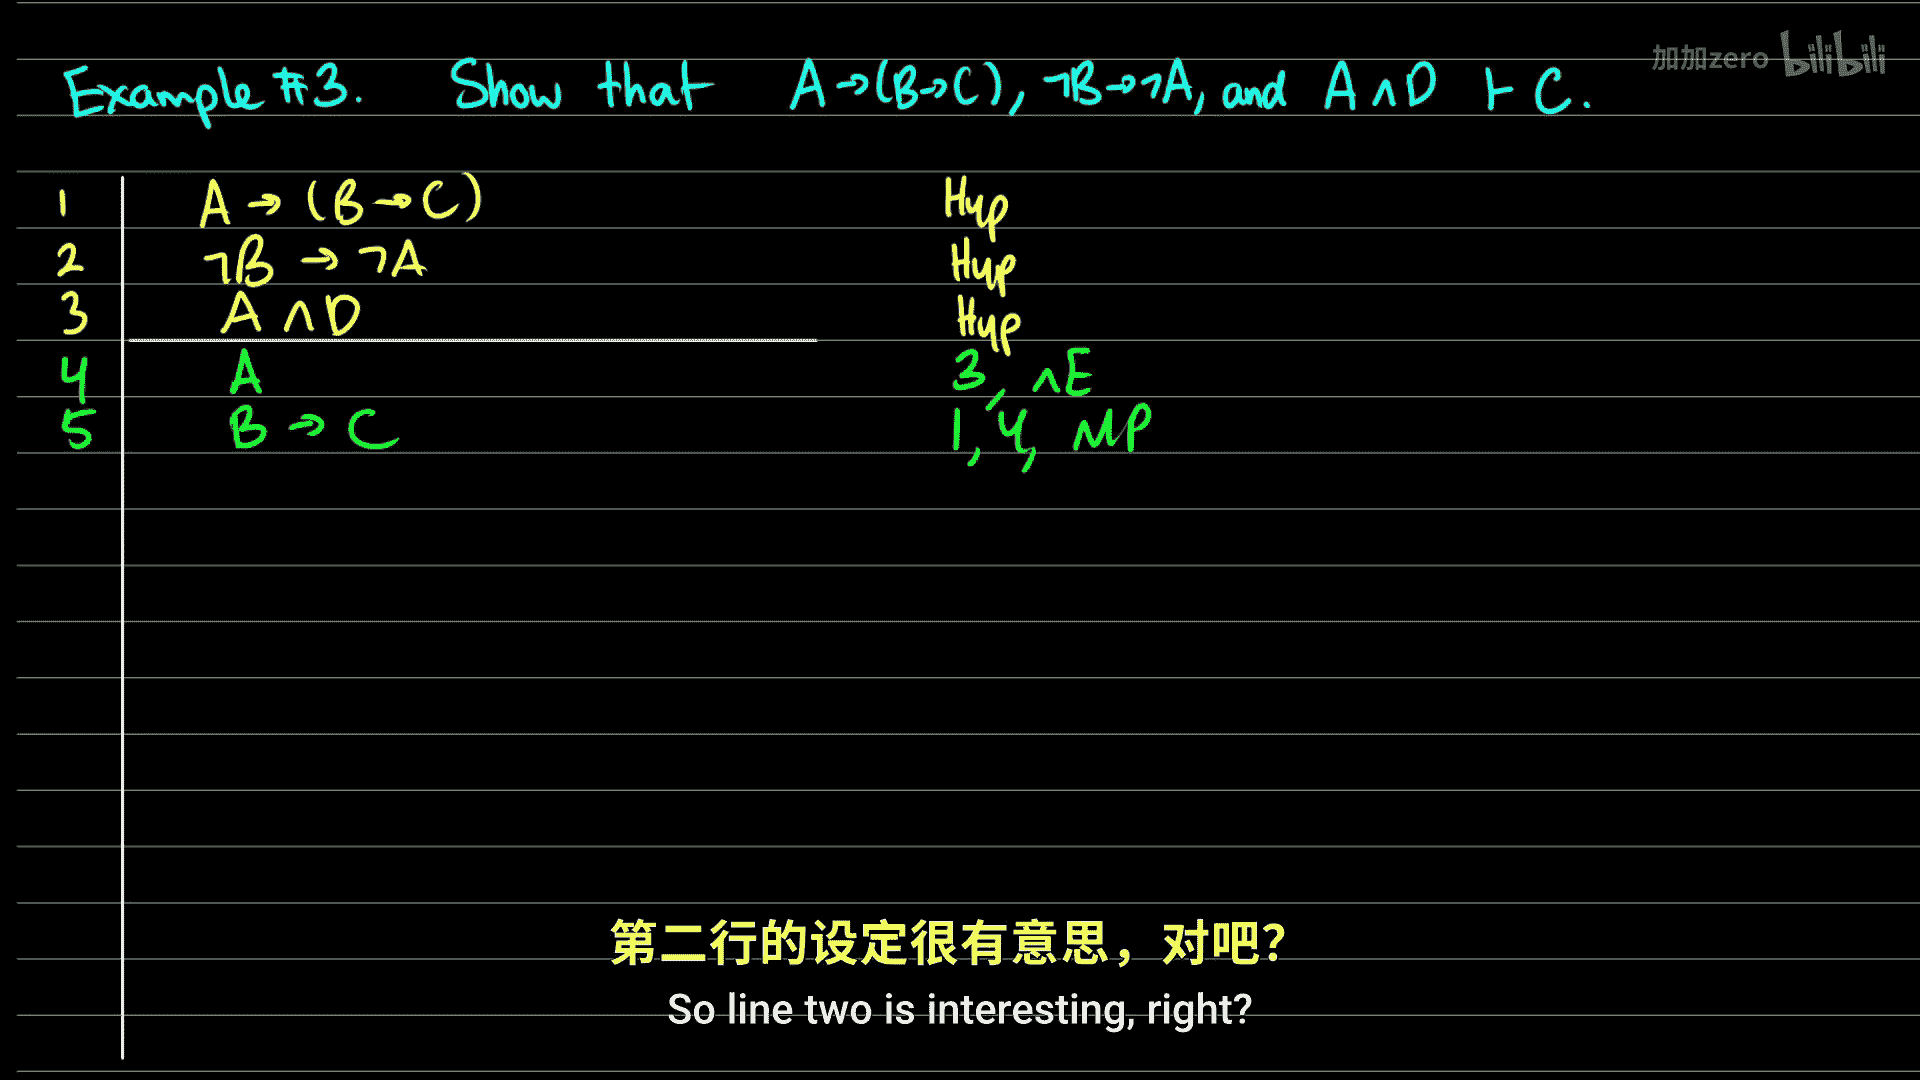 加加zero bilibili
Example #3. Show that A→(B→C), ¬B→¬A, and A∧D ⊢ C.
1 A → (B→C) Hyp
2 ¬B → ¬A Hyp
3 A ∧ D Hyp
4 A 3, ∧E
5 B → C 1, 4, MP
第二行的设定很有意思，对吧？
So line two is interesting, right?